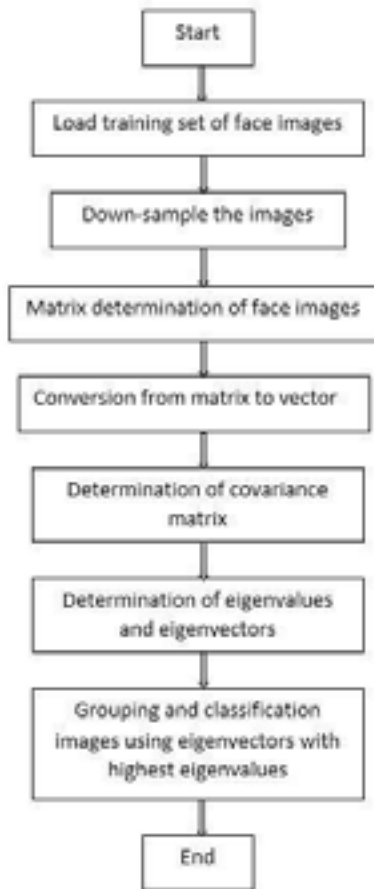 Start
Load training set of face images
Down-sample the images
Matrix determination of face images
Conversion from matrix to vector
Determination of covariance
matrix
Determination of eigenvalues
and eigenvectors
Grouping and classification
images using eigenvectors with
highest eigenvalues
End